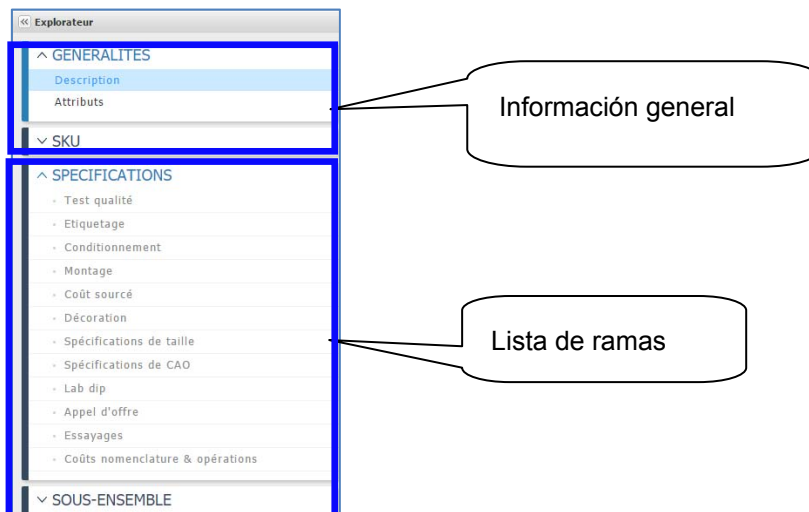 Explorateur
GENERALITES
Description
Attributs
SKU
SPECIFICATIONS
Test qualité
Etiquetage
Conditionnement
Montage
Coût sourcé
Décoration
Spécifications de taille
Spécifications de CAO
Lab dip
Appel d'offre
Essayages
Coûts nomenclature & opérations
SOUS-ENSEMBLE
Información general
Lista de ramas